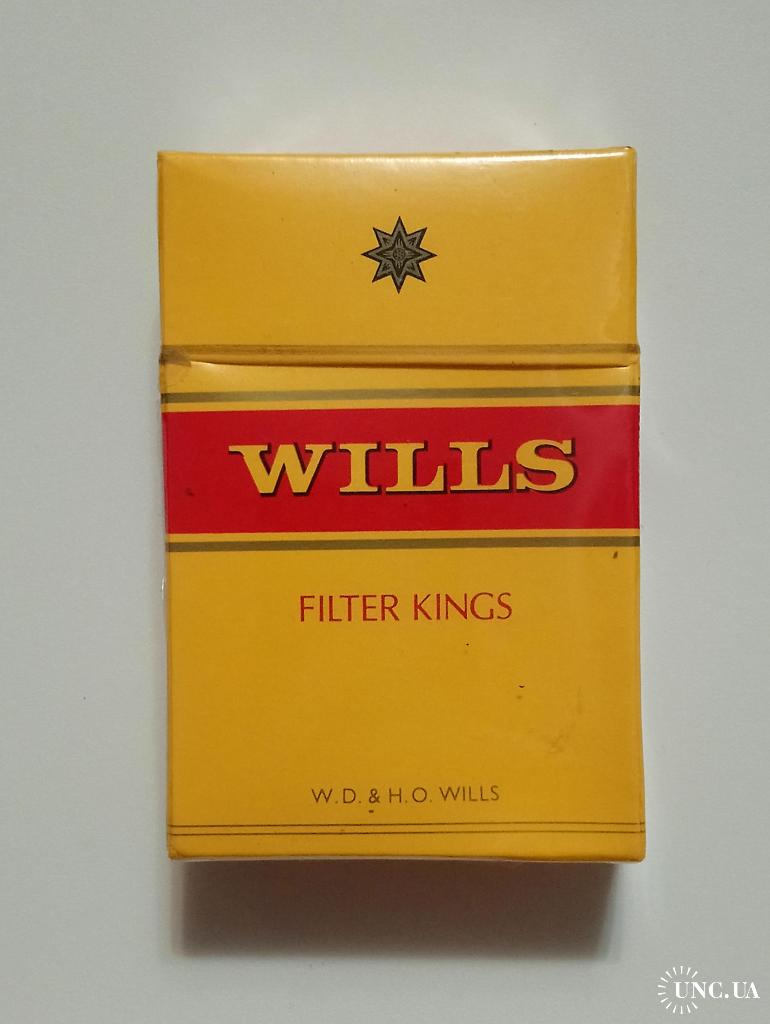 WILLS
FILTER KINGS
W.D. & H.O. WILLS
UNC.UA